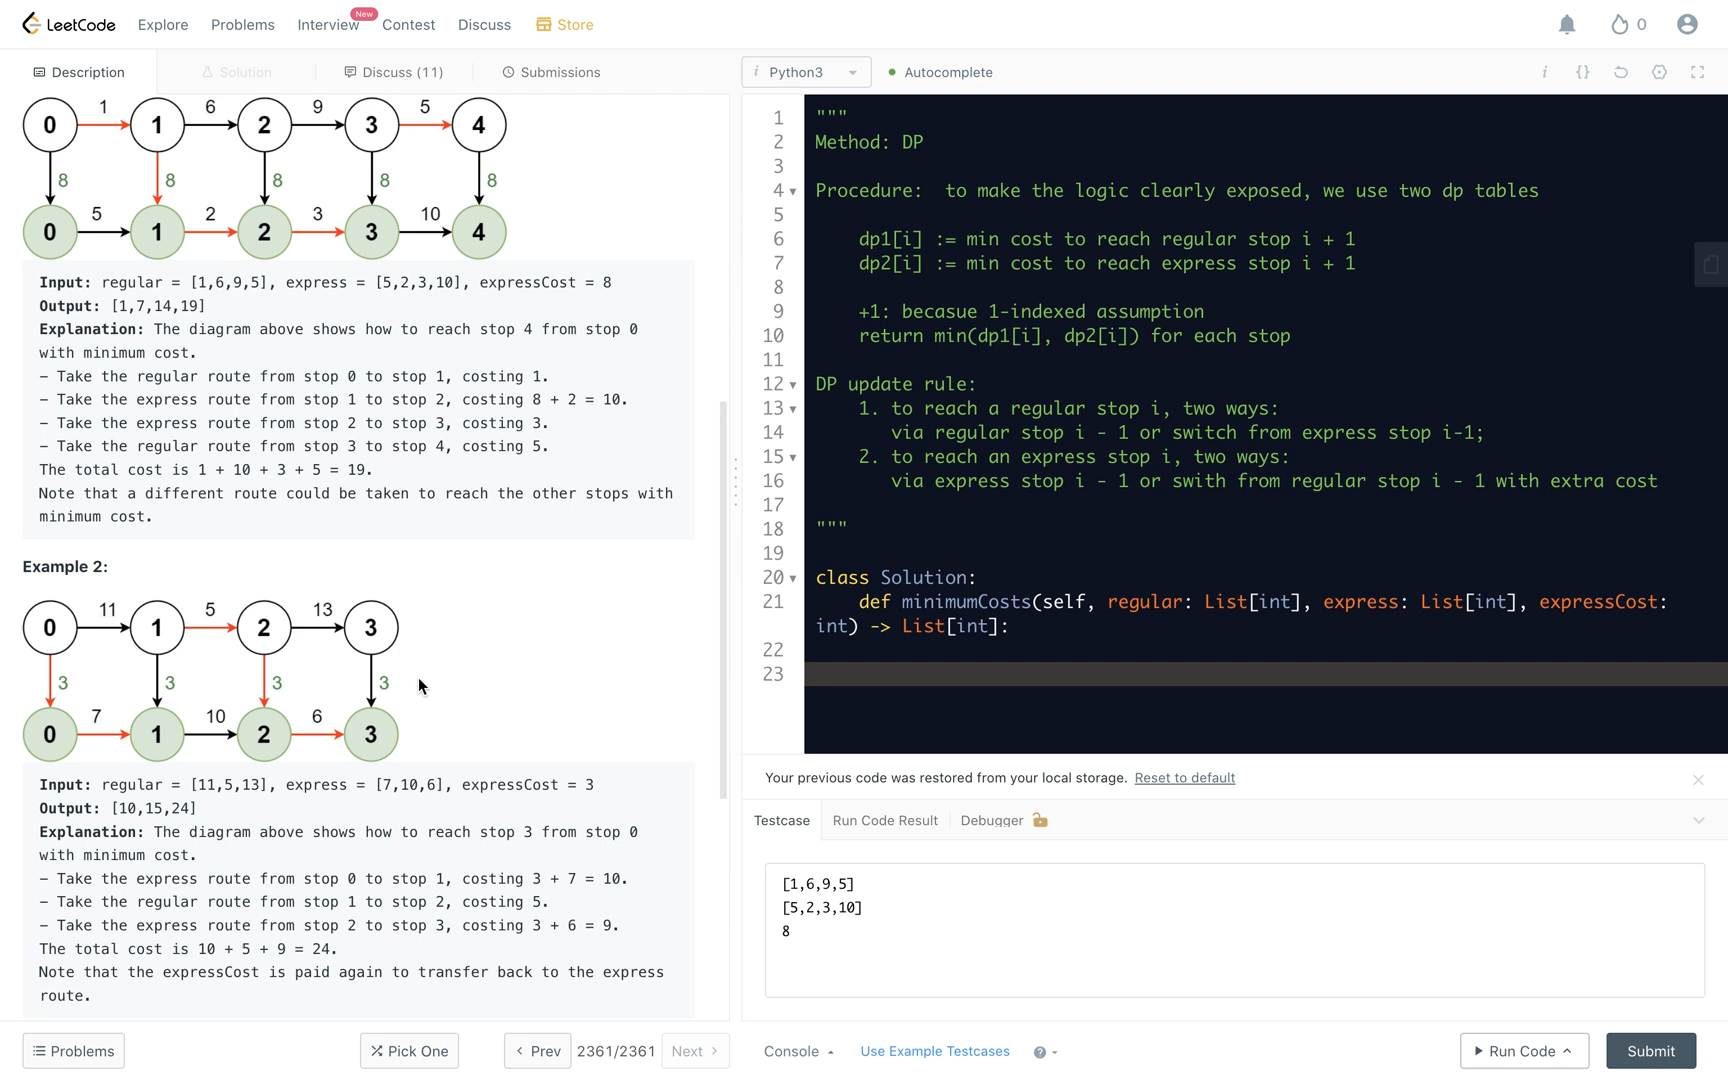 LeetCode
Explore
Problems
Interview
New
Contest
Discuss
Store
0
Description
Solution
Discuss (11)
Submissions
i Python3
Autocomplete
i {}
0 1 1 6 2 9 3 5 4
8 8 8 8 8
0 5 1 2 2 3 3 10 4
Input: regular = [1,6,9,5], express = [5,2,3,10], expressCost = 8
Output: [1,7,14,19]
Explanation: The diagram above shows how to reach stop 4 from stop 0
with minimum cost.
- Take the regular route from stop 0 to stop 1, costing 1.
- Take the express route from stop 1 to stop 2, costing 8 + 2 = 10.
- Take the express route from stop 2 to stop 3, costing 3.
- Take the regular route from stop 3 to stop 4, costing 5.
The total cost is 1 + 10 + 3 + 5 = 19.
Note that a different route could be taken to reach the other stops with
minimum cost.
Example 2:
0 11 1 5 2 13 3
3 3 3 3
0 7 1 10 2 6 3
Input: regular = [11,5,13], express = [7,10,6], expressCost = 3
Output: [10,15,24]
Explanation: The diagram above shows how to reach stop 3 from stop 0
with minimum cost.
- Take the express route from stop 0 to stop 1, costing 3 + 7 = 10.
- Take the regular route from stop 1 to stop 2, costing 5.
- Take the express route from stop 2 to stop 3, costing 3 + 6 = 9.
The total cost is 10 + 5 + 9 = 24.
Note that the expressCost is paid again to transfer back to the express
route.
1 """
2 Method: DP
3
4 Procedure:  to make the logic clearly exposed, we use two dp tables
5
6 dp1[i] := min cost to reach regular stop i + 1
7 dp2[i] := min cost to reach express stop i + 1
8
9 +1: becasue 1-indexed assumption
10 return min(dp1[i], dp2[i]) for each stop
11
12 DP update rule:
13 1. to reach a regular stop i, two ways:
14 via regular stop i - 1 or switch from express stop i-1;
15 2. to reach an express stop i, two ways:
16 via express stop i - 1 or swith from regular stop i - 1 with extra cost
17
18 """
19
20 class Solution:
21 def minimumCosts(self, regular: List[int], express: List[int], expressCost:
int) -> List[int]:
22
23
Your previous code was restored from your local storage. Reset to default
Testcase
Run Code Result
Debugger
[1,6,9,5]
[5,2,3,10]
8
Problems
Pick One
Prev
2361/2361
Next
Console
Use Example Testcases
?
Run Code
Submit